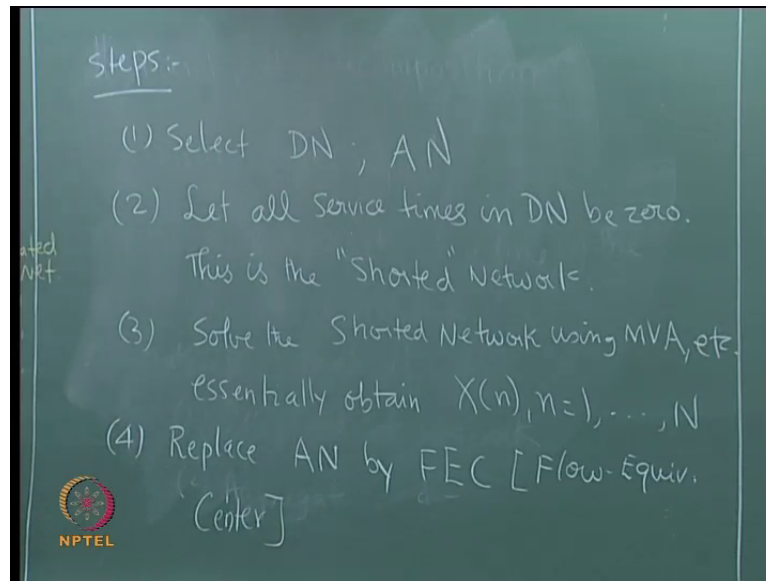 steps:-
(1) Select DN ; AN
(2) Let all service times in DN be zero.
This is the "Shorted" Network.
(3) Solve the Shorted Network using MVA, etc.
essentially obtain X(n), n=1, ..., N
(4) Replace AN by FEC [Flow-Equiv.
Center]
ated
Net.
NPTEL